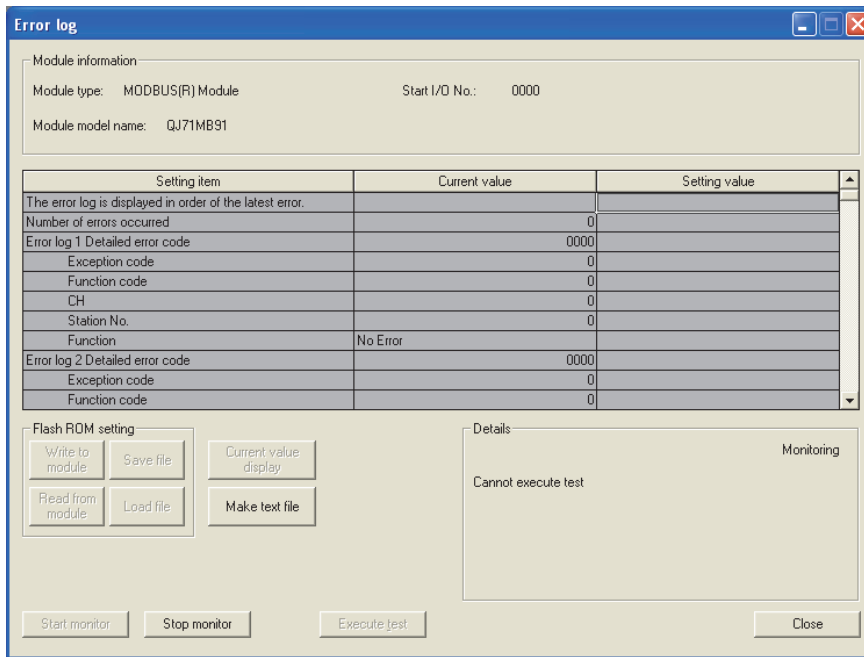 Error log
Module information
Module type: MODBUS(R) Module Start I/O No.: 0000
Module model name: QJ71MB91
Setting item Current value Setting value
The error log is displayed in order of the latest error.
Number of errors occurred 0
Error log 1 Detailed error code 0000
Exception code 0
Function code 0
CH 0
Station No. 0
Function No Error
Error log 2 Detailed error code 0000
Exception code 0
Function code 0
Flash ROM setting
Write to
module
Save file
Current value
display
Read from
module
Load file
Make text file
Details
Monitoring
Cannot execute test
Start monitor Stop monitor Execute test Close